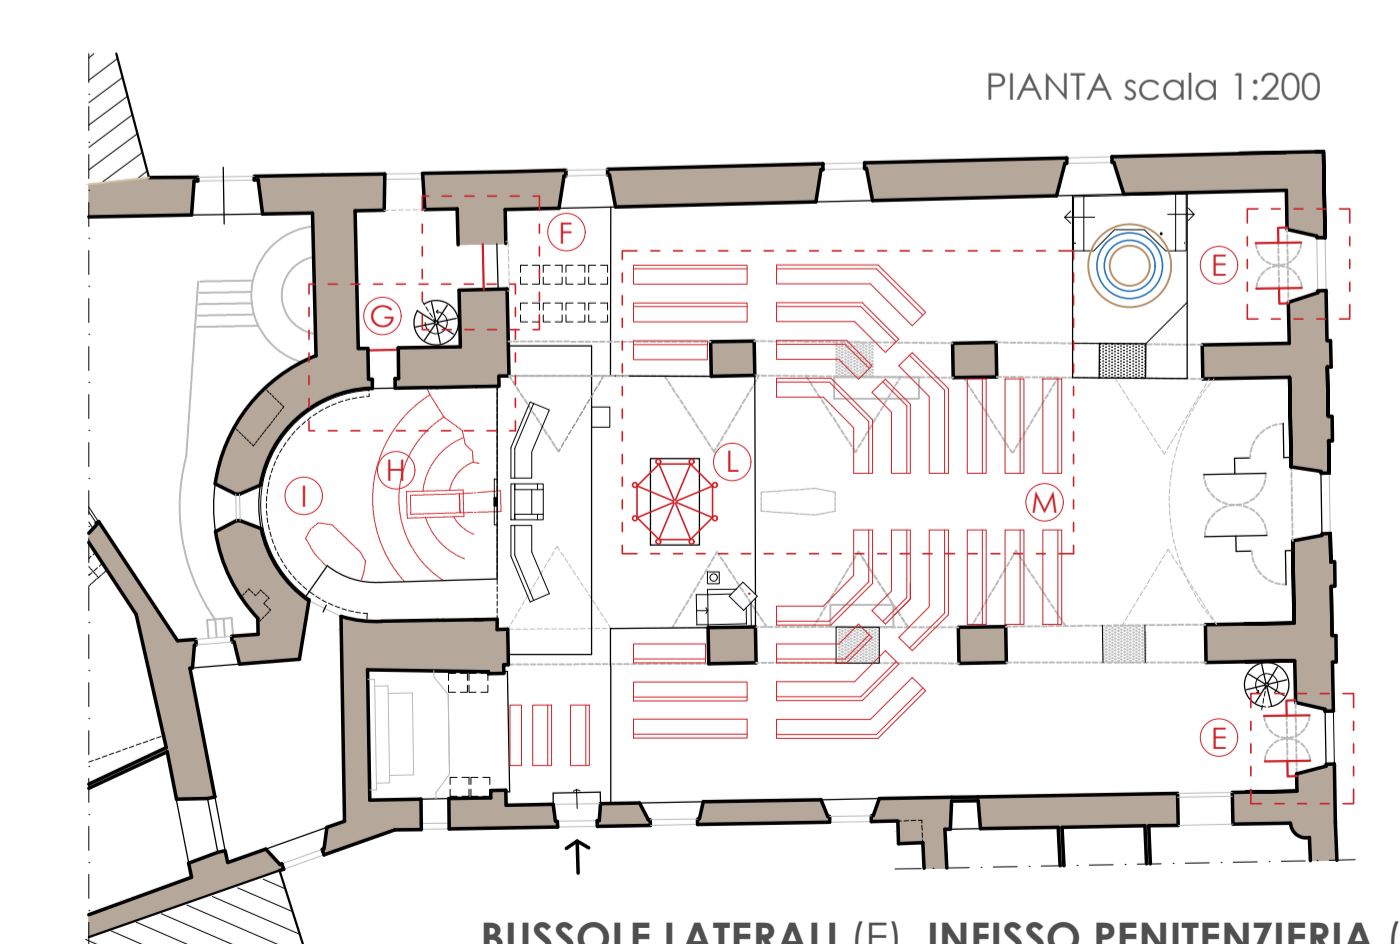 PIANTA scala 1:200
F
E
G
L
H
I
M
E
BUSSOLE LATERALI (E), INFISSO PENITENZIERIA (